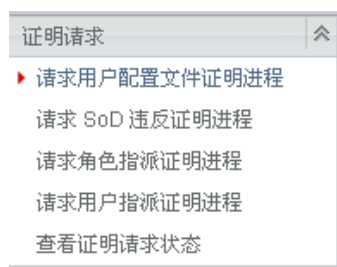 证明请求
请求用户配置文件证明进程
请求 SoD 违反证明进程
请求角色指派证明进程
请求用户指派证明进程
查看证明请求状态